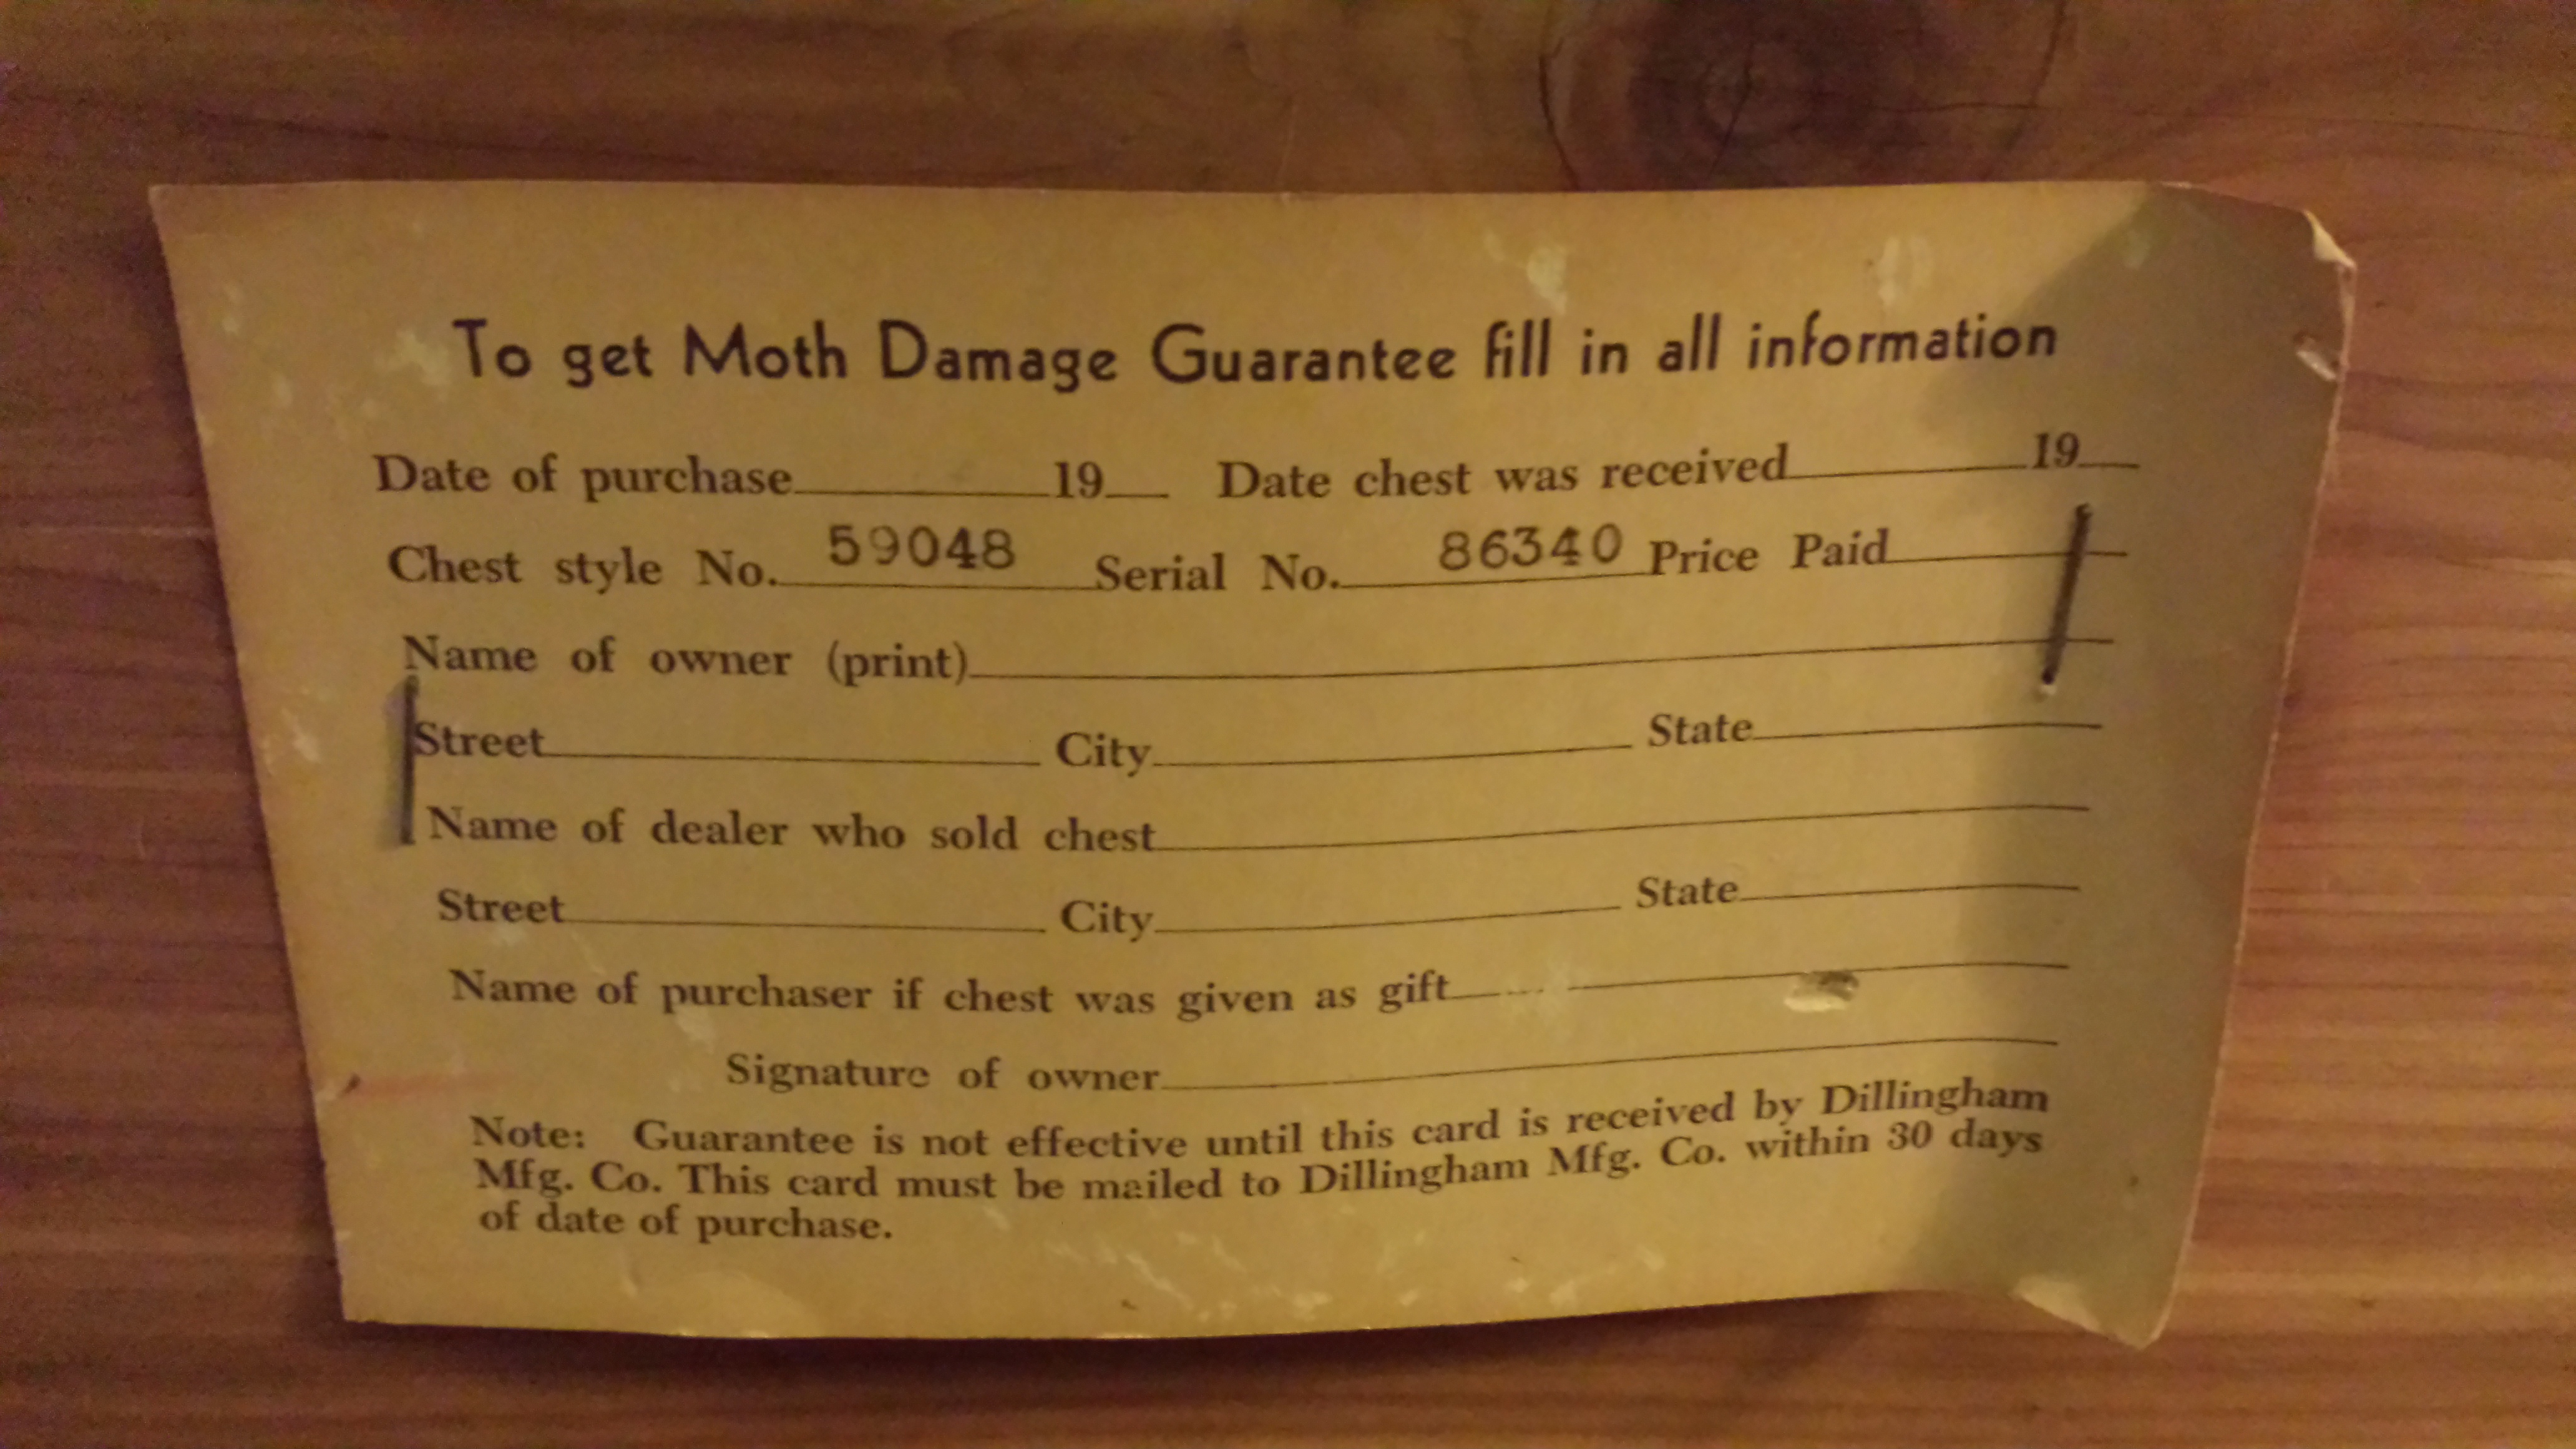 To get Moth Damage Guarantee fill in all information
Date of purchase 19 Date chest was received 19
Chest style No. 59048 Serial No. 86340 Price Paid
Name of owner (print)
Street City State
Name of dealer who sold chest
Street City State
Name of purchaser if chest was given as gift
Signature of owner
Note: Guarantee is not effective until this card is received by Dillingham
Mfg. Co. This card must be mailed to Dillingham Mfg. Co. within 30 days
of date of purchase.